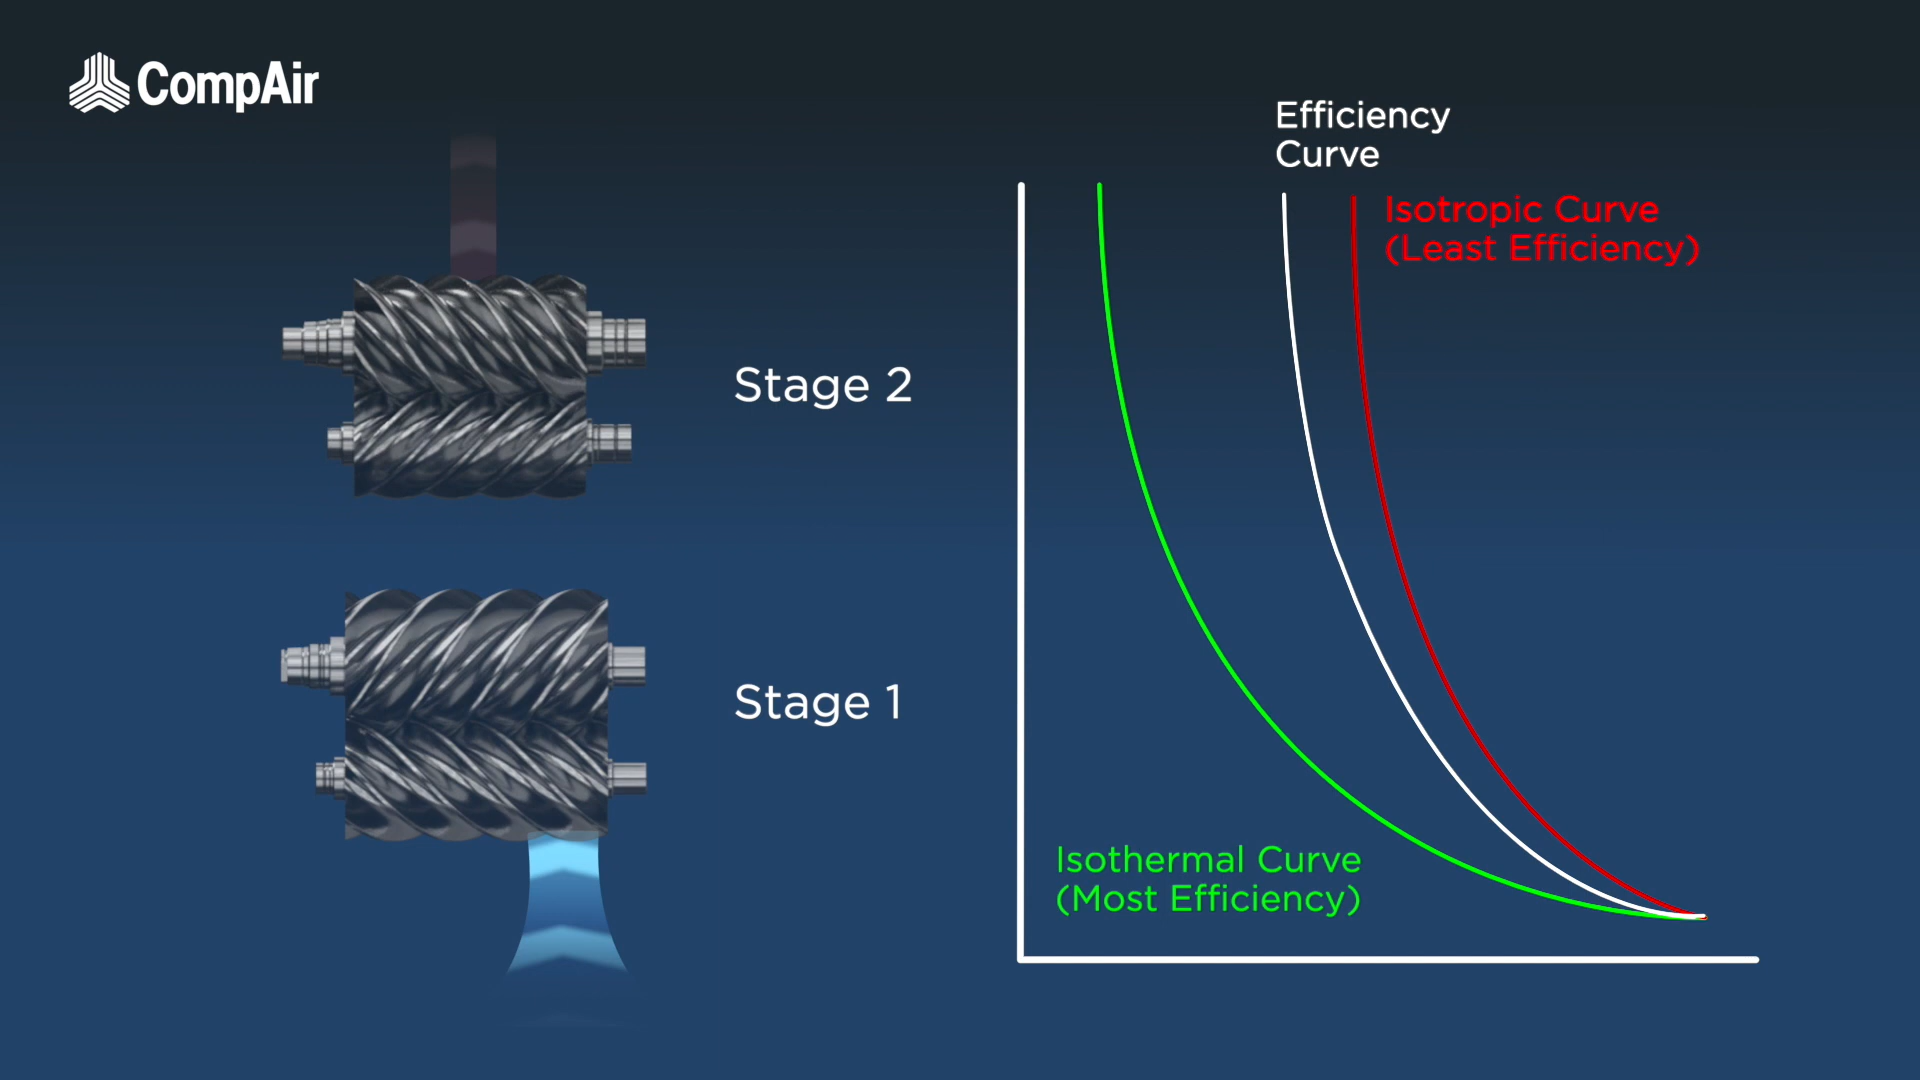 CompAir
Efficiency
Curve
Isotropic Curve
(Least Efficiency)
Stage 2
Stage 1
Isothermal Curve
(Most Efficiency)